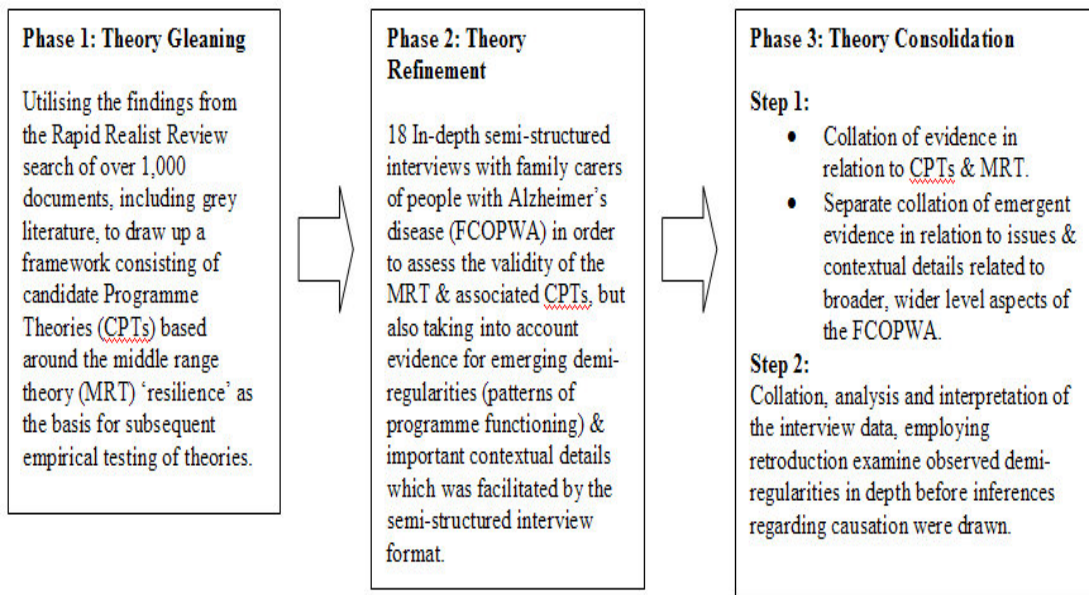 Phase 1: Theory Gleaning
Utilising the findings from
the Rapid Realist Review
search of over 1,000
documents, including grey
literature, to draw up a
framework consisting of
candidate Programme
Theories (CPTs) based
around the middle range
theory (MRT) ‘resilience’ as
the basis for subsequent
empirical testing of theories.
Phase 2: Theory
Refinement
18 In-depth semi-structured
interviews with family carers
of people with Alzheimer’s
disease (FCOPWA) in order
to assess the validity of the
MRT & associated CPTs, but
also taking into account
evidence for emerging demi-
regularities (patterns of
programme functioning) &
important contextual details
which was facilitated by the
semi-structured interview
format.
Phase 3: Theory Consolidation
Step 1:
• Collation of evidence in
relation to CPTs & MRT.
• Separate collation of emergent
evidence in relation to issues &
contextual details related to
broader, wider level aspects of
the FCOPWA.
Step 2:
Collation, analysis and interpretation of
the interview data, employing
retroduction examine observed demi-
regularities in depth before inferences
regarding causation were drawn.